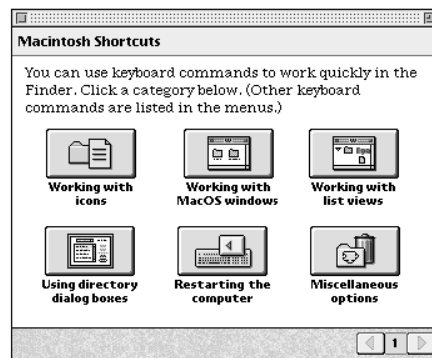 Macintosh Shortcuts
You can use keyboard commands to work quickly in the
Finder. Click a category below. (Other keyboard
commands are listed in the menus.)
Working with
icons
Working with
MacOS windows
Working with
list views
Using directory
dialog boxes
Restarting the
computer
Miscellaneous
options
1